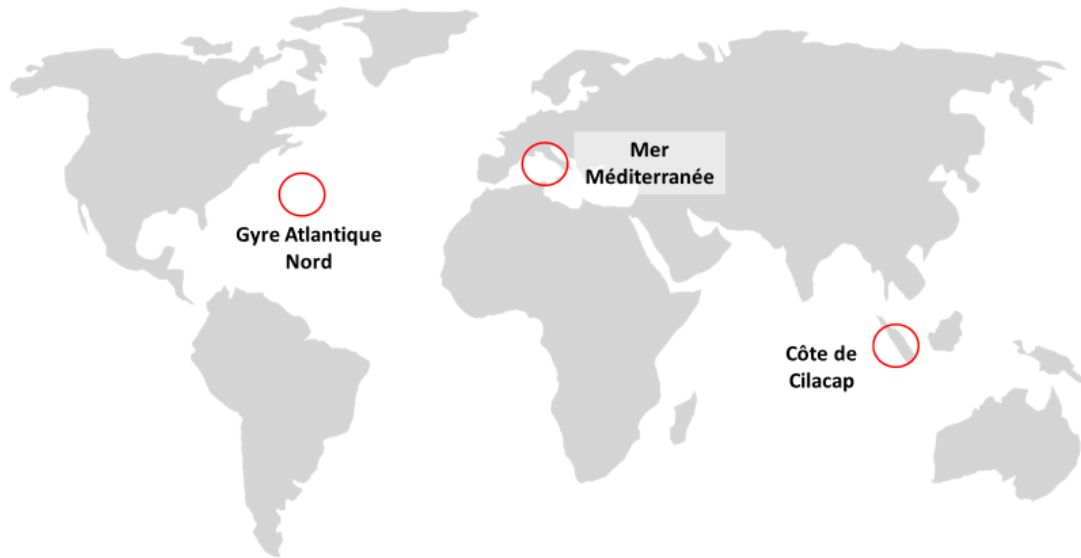 Mer
Méditerranée
Gyre Atlantique
Nord
Côte de
Cilacap